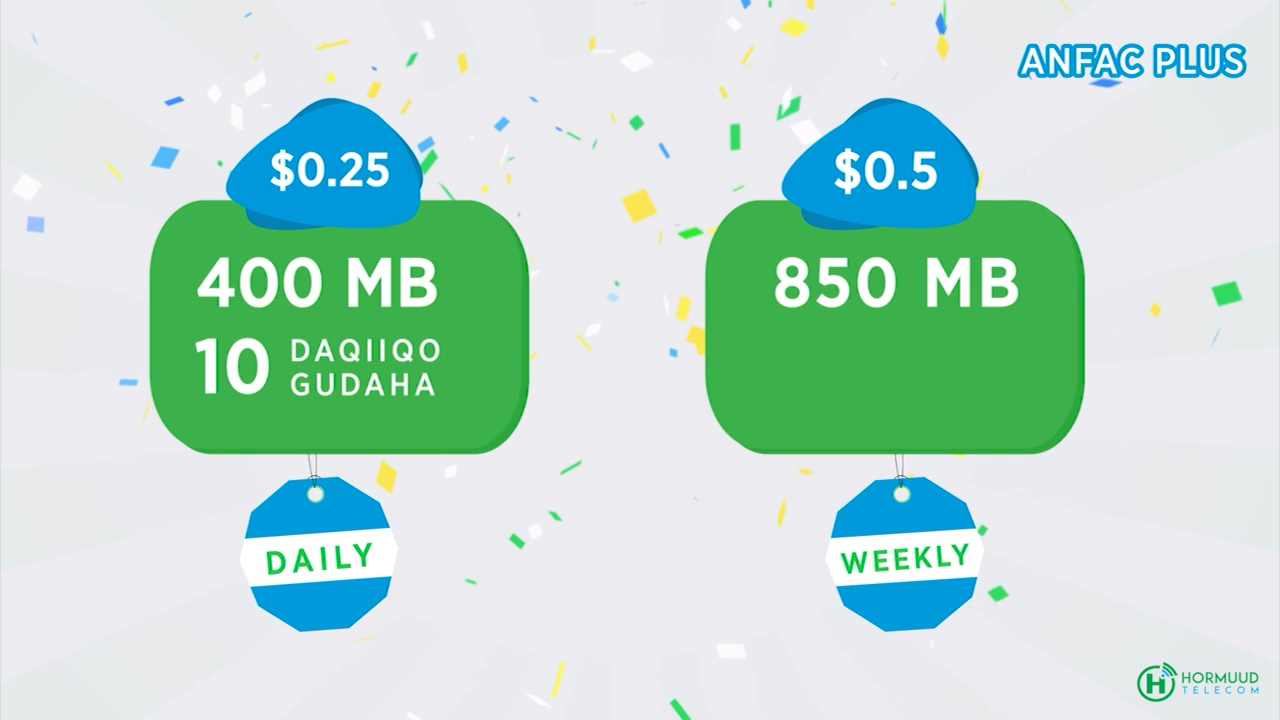 ANFAC PLUS
$0.25
400 MB
10 DAQIIQO
GUDAHA
DAILY
$0.5
850 MB
WEEKLY
HORMUUD
TELECOM